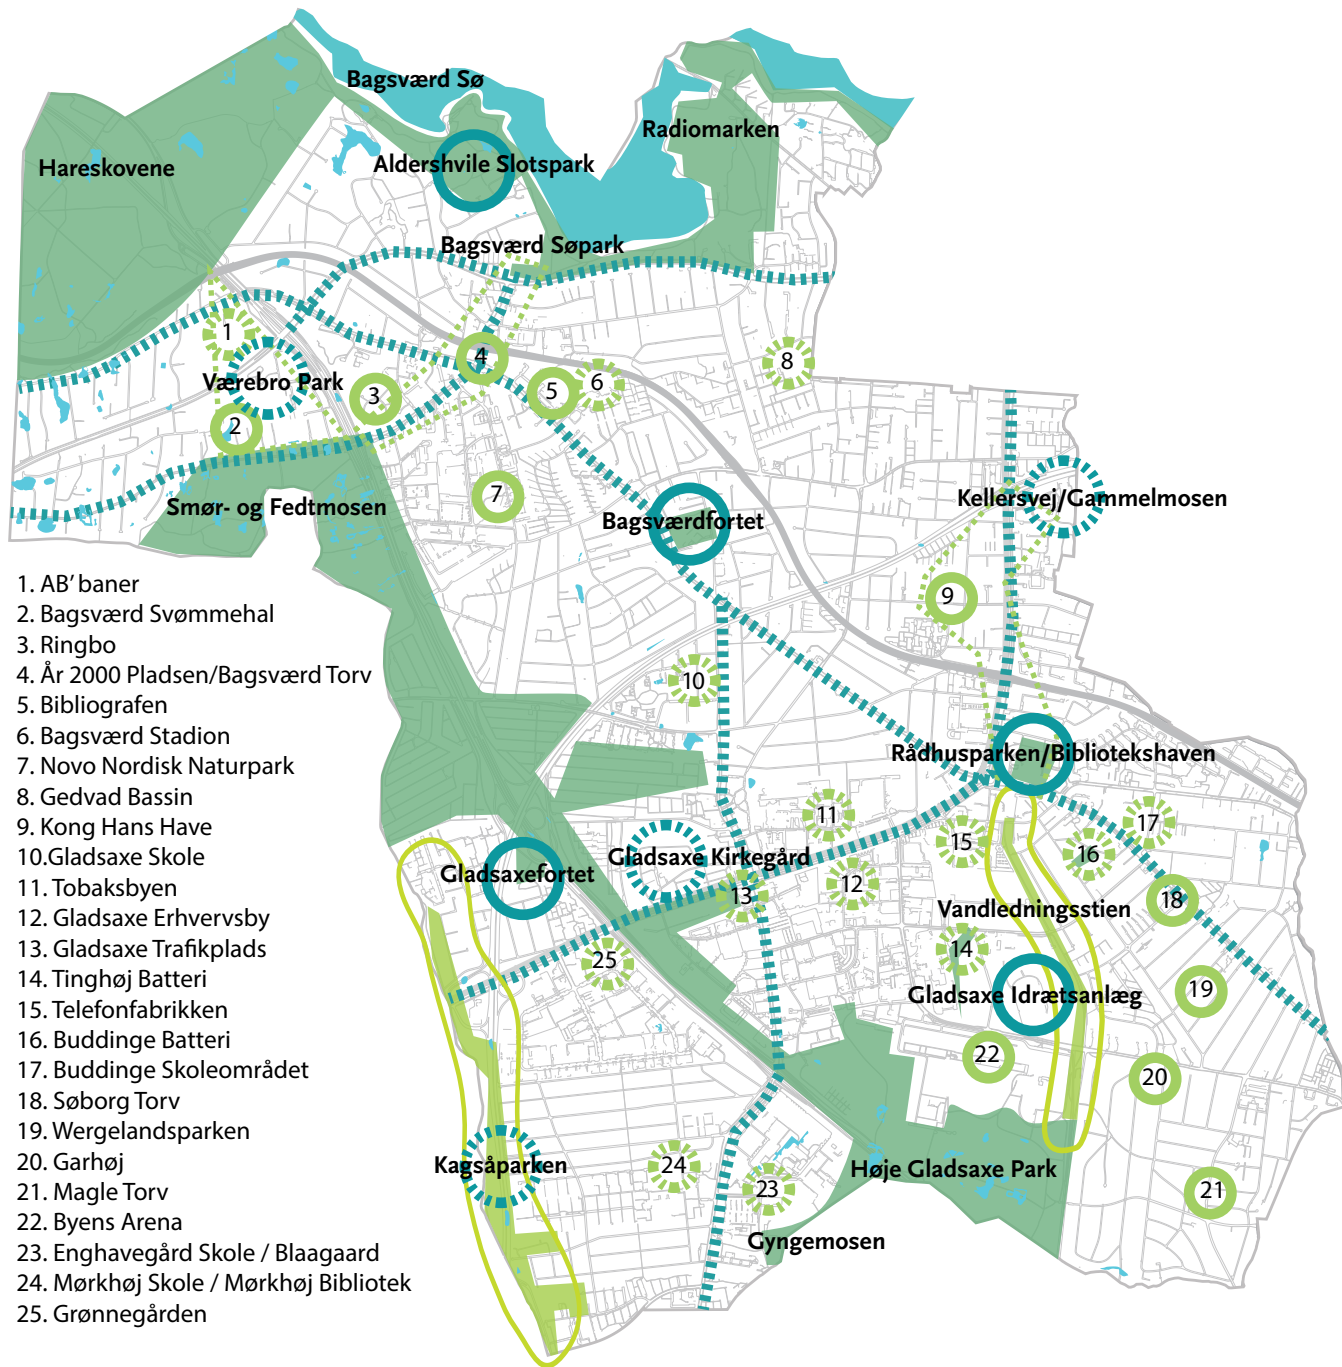 Bagsværd Sø
Radiomarken
Hareskovene
Aldershvile Slotspark
Bagsværd Søpark
1
4
8
6
Værebro Park
5
3
2
Kellersvej/Gammelmosen
7
Smør- og Fedtmosen
Bagsværdfortet
9
10
Rådhusparken/Bibliotekshaven
11
17
15
16
Gladsaxe Kirkegård
Gladsaxefortet
12
13
18
Vandledningsstien
14
25
19
Gladsaxe Idrætsanlæg
22
20
Kagsåparken
24
Høje Gladsaxe Park
23
21
Gyngemosen
1. AB' baner
2. Bagsværd Svømmehal
3. Ringbo
4. År 2000 Pladsen/Bagsværd Torv
5. Bibliografen
6. Bagsværd Stadion
7. Novo Nordisk Naturpark
8. Gedvad Bassin
9. Kong Hans Have
10.Gladsaxe Skole
11. Tobaksbyen
12. Gladsaxe Erhvervsby
13. Gladsaxe Trafikplads
14. Tinghøj Batteri
15. Telefonfabrikken
16. Buddinge Batteri
17. Buddinge Skoleområdet
18. Søborg Torv
19. Wergelandsparken
20. Garhøj
21. Magle Torv
22. Byens Arena
23. Enghavegård Skole / Blaagaard
24. Mørkhøj Skole / Mørkhøj Bibliotek
25. Grønnegården